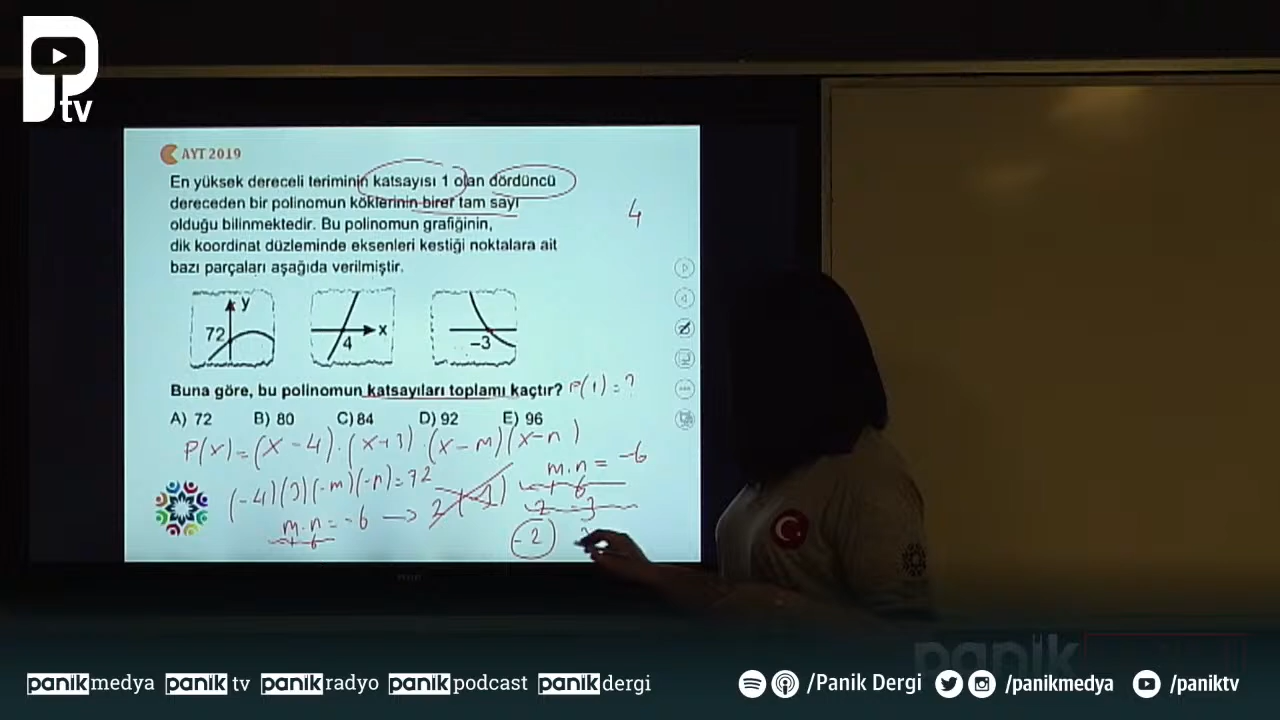 P
tv
AYT 2019
En yüksek dereceli teriminin katsayısı 1 olan dördüncü
dereceden bir polinomun köklerinin birer tam sayı
olduğu bilinmektedir. Bu polinomun grafiğinin,
dik koordinat düzleminde eksenleri kestiği noktalara ait
bazı parçaları aşağıda verilmiştir.
4
y
72
x
4
-3
Buna göre, bu polinomun katsayıları toplamı kaçtır? P(1)=?
A) 72 B) 80 C) 84 D) 92 E) 96
P(x)=(x-4).(x+3).(x-m)(x-n)
(-4)(3)(-m)(-n)=72
m.n = -6
m.n = -6
-2
panik
panikmedya panik tv panikradyo panikpodcast panikdergi
/Panik Dergi /panikmedya /paniktv